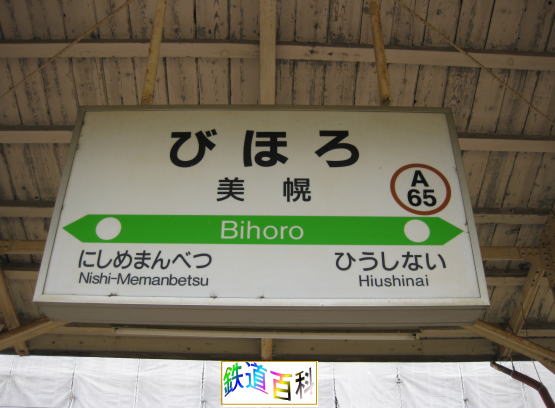 びほろ
美幌
A
65
Bihoro
にしめまんべつ
Nishi-Memanbetsu
ひうしない
Hiushinai
鉄道百科